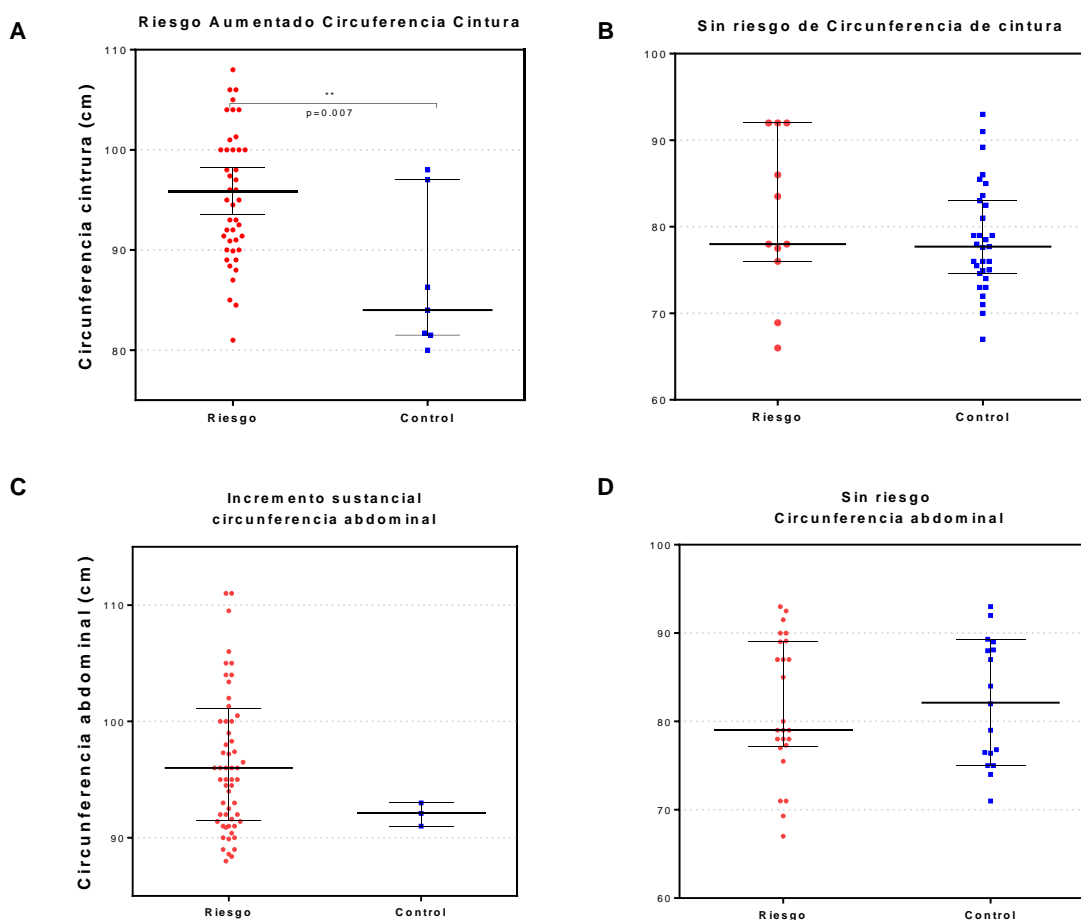 A
Riesgo Aumentado Circuferencia Cintura
Circunferencia cintrura (cm)
110
100
90
80
**
p=0.007
Riesgo
Control
B
Sin riesgo de Circunferencia de cintura
100
90
80
70
60
Riesgo
Control
C
Incremento sustancial
circunferencia abdominal
Circunferencia abdominal (cm)
110
100
90
Riesgo
Control
D
Sin riesgo
Circunferencia abdominal
100
90
80
70
60
Riesgo
Control